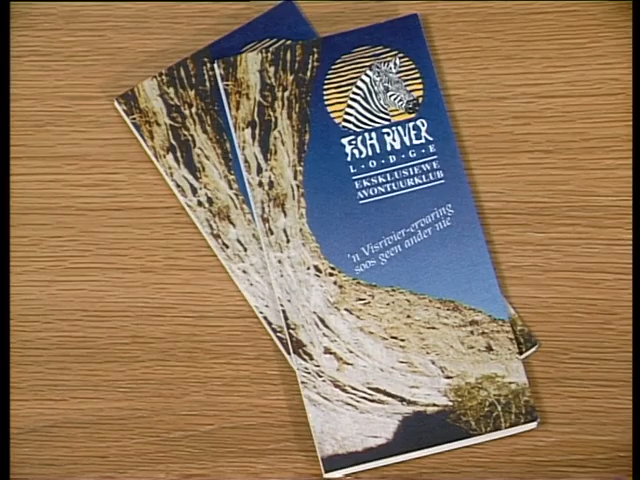 FISH RIVER
L·O·D·G·E
EKSKLUSIEWE
AVONTUURKLUB
'n Visrivier-ervaring
soos geen ander nie